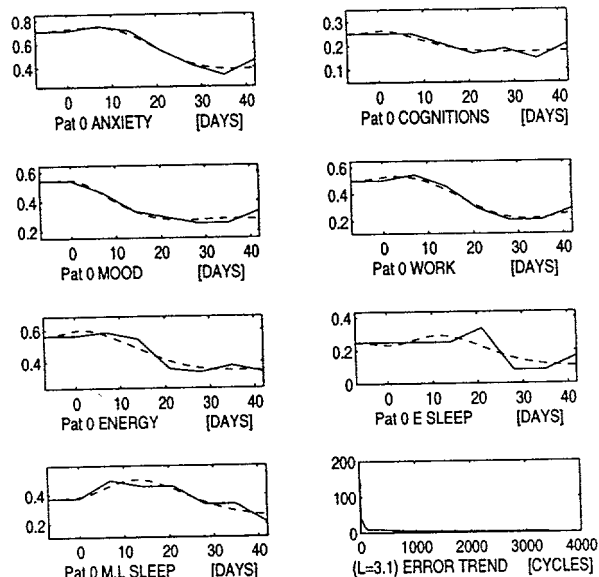 0.8
0.6
0.4
0 10 20 30 40
Pat 0 ANXIETY [DAYS]
0.3
0.2
0.1
0 10 20 30 40
Pat 0 COGNITIONS [DAYS]
0.6
0.4
0.2
0 10 20 30 40
Pat 0 MOOD [DAYS]
0.6
0.4
0.2
0 10 20 30 40
Pat 0 WORK [DAYS]
0.6
0.4
0 10 20 30 40
Pat 0 ENERGY [DAYS]
0.4
0.2
0
0 10 20 30 40
Pat 0 E SLEEP [DAYS]
0.4
0.2
0 10 20 30 40
Pat 0 M.L SLEEP [DAYS]
200
100
0
0 1000 2000 3000 4000
(L=3.1) ERROR TREND [CYCLES]